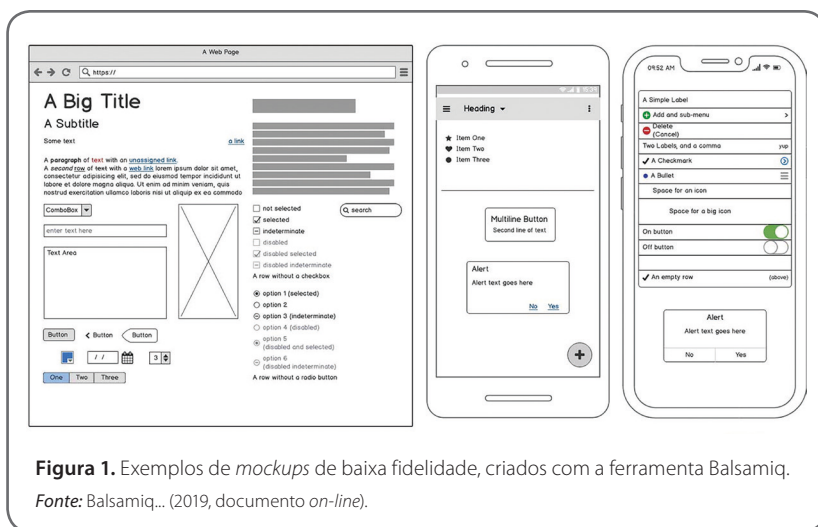 A Web Page
https://
A Big Title
A Subtitle
Some text
a link
A paragraph of text with an unassigned link.
A second row of text with a web link lorem ipsum dolor sit amet,
consectetur adipisicing elit, sed do eiusmod tempor incididunt ut
labore et dolore magna aliqua. Ut enim ad minim veniam, quis
nostrud exercitation ullamco laboris nisi ut aliquip ex ea commodo
ComboBox
enter text here
Text Area
Button
Button
Button
/ /
3
One Two Three
not selected
selected
indeterminate
disabled
disabled selected
disabled indeterminate
A row without a checkbox
search
option 1 (selected)
option 2
option 3 (indeterminate)
option 4 (disabled)
option 5
(disabled and selected)
option 6
(disabled indeterminate)
A row without a radio button
Heading
Item One
Item Two
Item Three
Multiline Button
Second line of text
Alert
Alert text goes here
No Yes
+
09:52 AM
A Simple Label
Add and sub-menu
Delete
(Cancel)
Two Labels, and a comma yup
A Checkmark
A Bullet
Space for an icon
Space for a big icon
On button
Off button
An empty row (above)
Alert
Alert text goes here
No Yes
Figura 1. Exemplos de mockups de baixa fidelidade, criados com a ferramenta Balsamiq.
Fonte: Balsamiq... (2019, documento on-line).